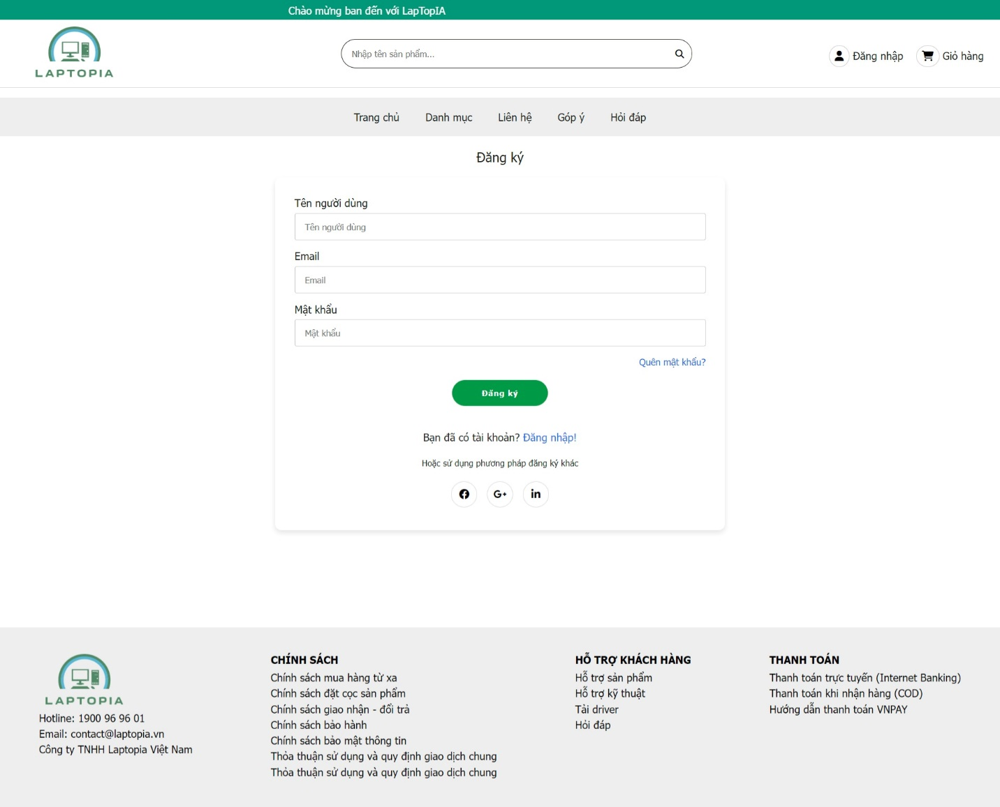 Chào mừng ban đến với LapTopIA
LAPTOPIA
Nhập tên sản phẩm...
Đăng nhập
Giỏ hàng
Trang chủ
Danh mục
Liên hệ
Góp ý
Hỏi đáp
Đăng ký
Tên người dùng
Tên người dùng
Email
Email
Mật khẩu
Mật khẩu
Quên mật khẩu?
Đăng ký
Bạn đã có tài khoản? Đăng nhập!
Hoặc sử dụng phương pháp đăng ký khác
G+
in
LAPTOPIA
Hotline: 1900 96 96 01
Email: contact@laptopia.vn
Công ty TNHH Laptopia Việt Nam
CHÍNH SÁCH
Chính sách mua hàng từ xa
Chính sách đặt cọc sản phẩm
Chính sách giao nhận - đổi trả
Chính sách bảo hành
Chính sách bảo mật thông tin
Thỏa thuận sử dụng và quy định giao dịch chung
Thỏa thuận sử dụng và quy định giao dịch chung
HỖ TRỢ KHÁCH HÀNG
Hỗ trợ sản phẩm
Hỗ trợ kỹ thuật
Tải driver
Hỏi đáp
THANH TOÁN
Thanh toán trực tuyến (Internet Banking)
Thanh toán khi nhận hàng (COD)
Hướng dẫn thanh toán VNPAY